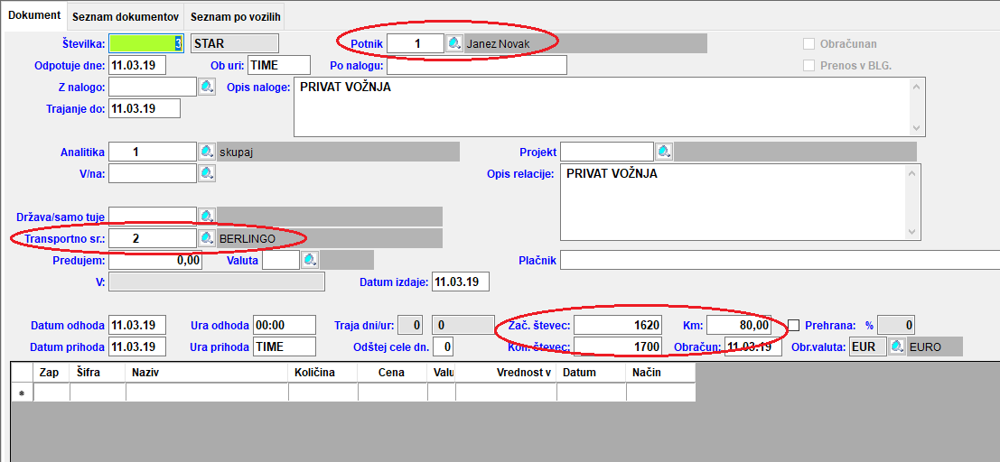 Dokument Seznam dokumentov Seznam po vozilih
Številka: 3 STAR Potnik 1 Janez Novak Obračunan
Odpotuje dne: 11.03.19 Ob uri: TIME Po nalogu: Prenos v BLG.
Z nalogo: Opis naloge: PRIVAT VOŽNJA
Trajanje do: 11.03.19
Analitika 1 skupaj Projekt
V/na: Opis relacije: PRIVAT VOŽNJA
Država/samo tuje
Transportno sr.: 2 BERLINGO
Predujem: 0,00 Valuta Plačnik
V: Datum izdaje: 11.03.19
Datum odhoda 11.03.19 Ura odhoda 00:00 Traja dni/ur: 0 0 Zač. števec: 1620 Km: 80,00 Prehrana: % 0
Datum prihoda 11.03.19 Ura prihoda TIME Odštej cele dn. 0 Kon. števec: 1700 Obračun: 11.03.19 Obr.valuta: EUR EURO
Zap Šifra Naziv Količina Cena Valu Vrednost v Datum Način